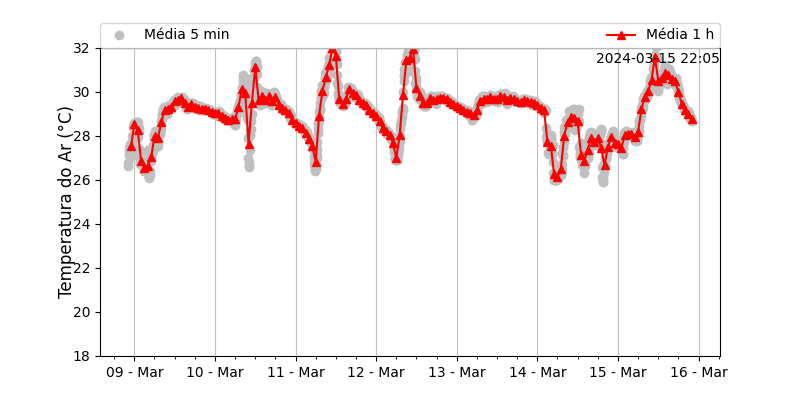 Média 5 min
Média 1 h
2024-03-15 22:05
Temperatura do Ar (°C)
32
30
28
26
24
22
20
18
09 - Mar
10 - Mar
11 - Mar
12 - Mar
13 - Mar
14 - Mar
15 - Mar
16 - Mar